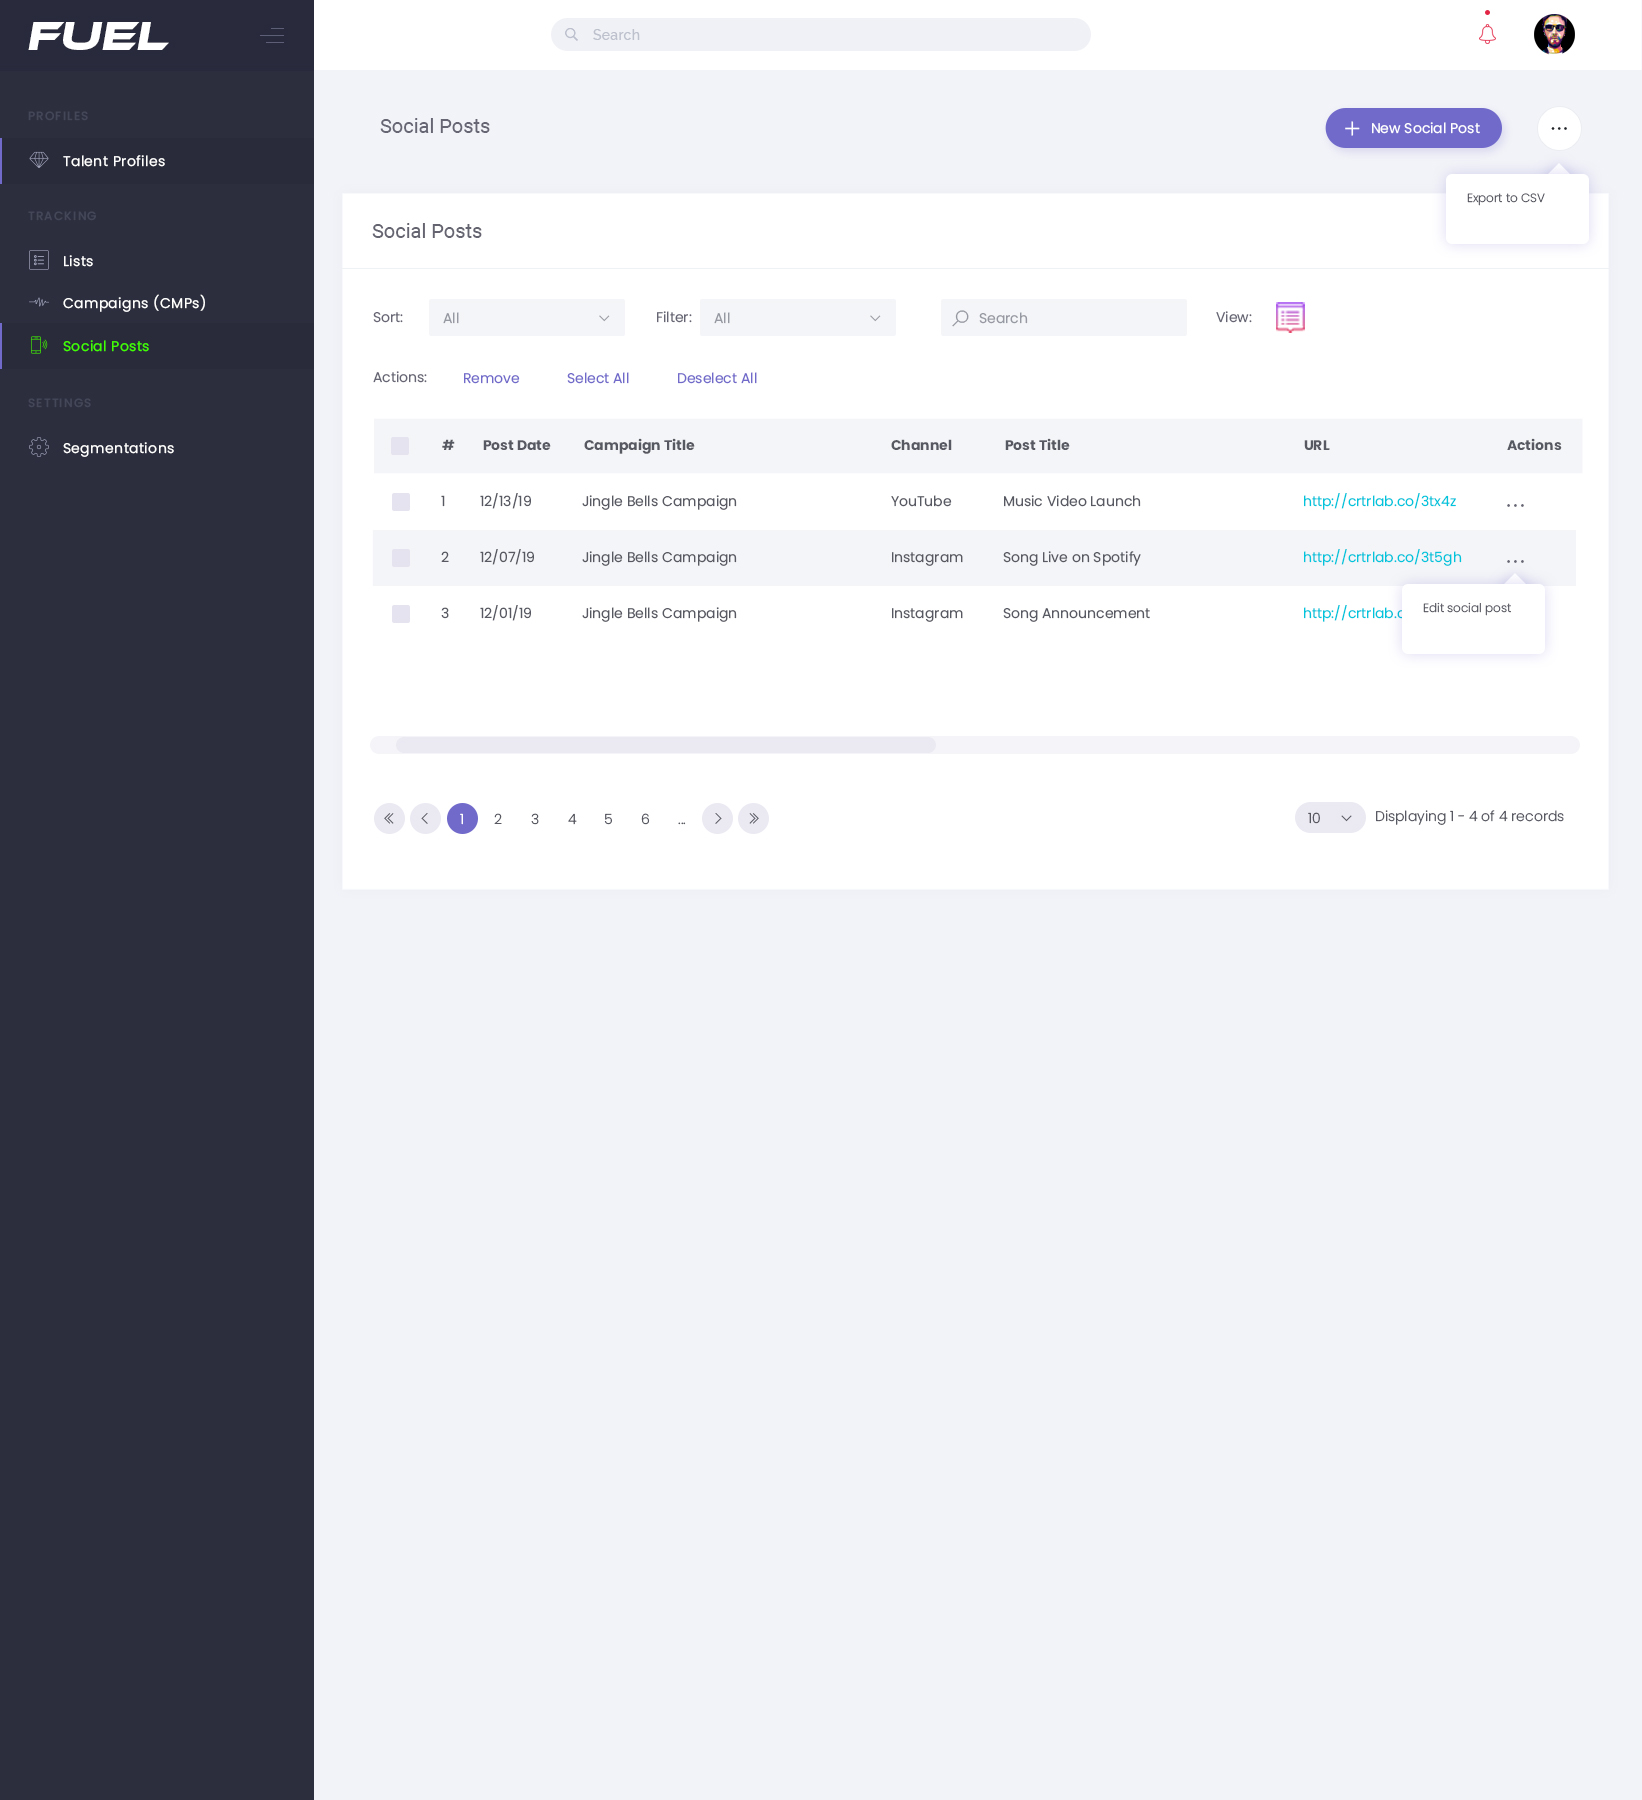 FUEL
Search
PROFILES
Talent Profiles
TRACKING
Lists
Campaigns (CMPs)
Social Posts
SETTINGS
Segmentations
Social Posts
New Social Post
...
Export to CSV
Social Posts
Sort: All Filter: All Search View:
Actions: Remove Select All Deselect All
# Post Date Campaign Title Channel Post Title URL Actions
1 12/13/19 Jingle Bells Campaign YouTube Music Video Launch http://crtrlab.co/3tx4z ...
2 12/07/19 Jingle Bells Campaign Instagram Song Live on Spotify http://crtrlab.co/3t5gh ...
3 12/01/19 Jingle Bells Campaign Instagram Song Announcement http://crtrlab.c
Edit social post
1 2 3 4 5 6 ... 10 Displaying 1 - 4 of 4 records